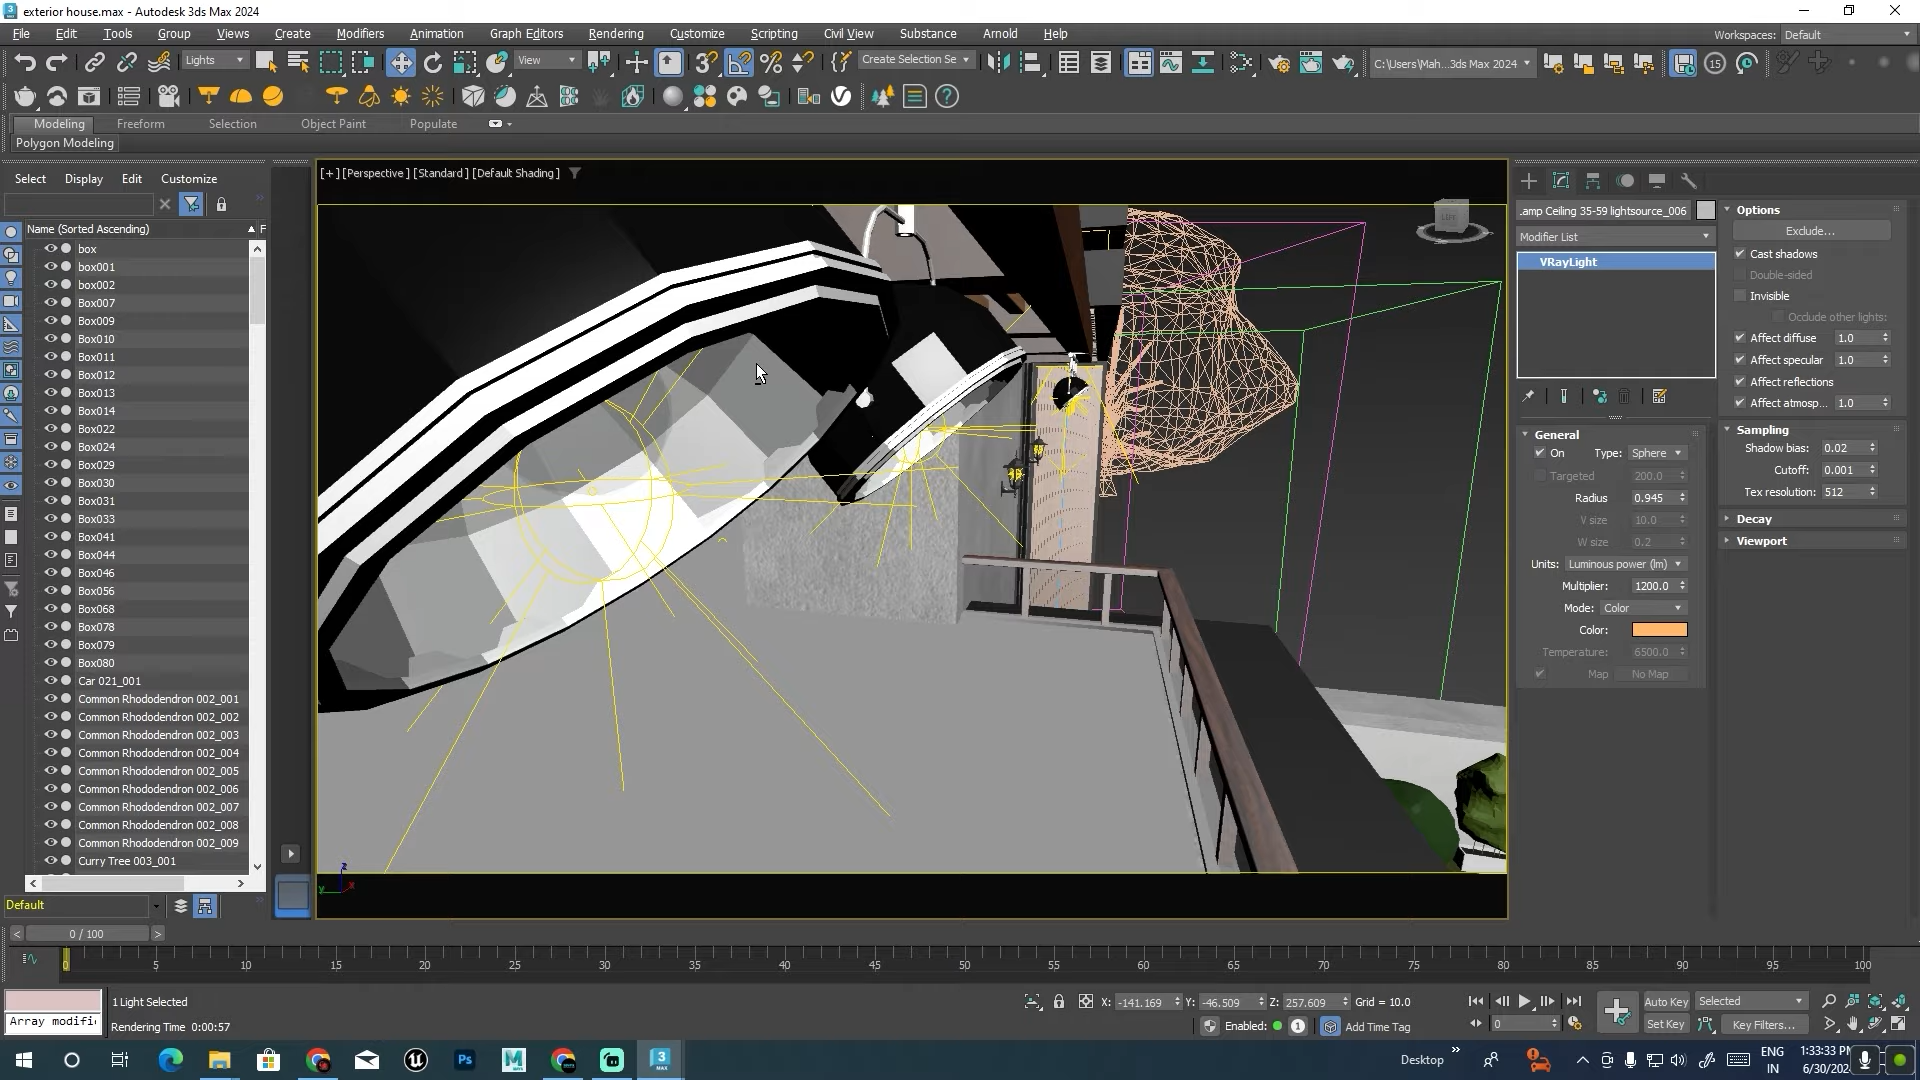 exterior house.max - Autodesk 3ds Max 2024
File Edit Tools Group Views Create Modifiers Animation Graph Editors Rendering Customize Scripting Civil View Substance Arnold Help
Workspaces: Default
Lights View Create Selection Se C:\Users\Mah...3ds Max 2024 15
Modeling Freeform Selection Object Paint Populate
Polygon Modeling
Select Display Edit Customize
[+] [Perspective] [Standard] [Default Shading]
Name (Sorted Ascending) F
box
box001
box002
Box007
Box009
Box010
Box011
Box012
Box013
Box014
Box022
Box024
Box029
Box030
Box031
Box033
Box041
Box044
Box046
Box056
Box068
Box078
Box079
Box080
Car 021_001
Common Rhododendron 002_001
Common Rhododendron 002_002
Common Rhododendron 002_003
Common Rhododendron 002_004
Common Rhododendron 002_005
Common Rhododendron 002_006
Common Rhododendron 002_007
Common Rhododendron 002_008
Common Rhododendron 002_009
Curry Tree 003_001
Default
LEFT
z
y x
.amp Ceiling 35-59 lightsource_006
Modifier List
VRayLight
General
On Type: Sphere
Targeted 200.0
Radius 0.945
V size 10.0
W size 0.2
Units: Luminous power (lm)
Multiplier: 1200.0
Mode: Color
Color:
Temperature: 6500.0
Map No Map
Options
Exclude...
Cast shadows
Double-sided
Invisible
Occlude other lights:
Affect diffuse 1.0
Affect specular 1.0
Affect reflections
Affect atmosp... 1.0
Sampling
Shadow bias: 0.02
Cutoff: 0.001
Tex resolution: 512
Decay
Viewport
< 0 / 100 >
0 5 10 15 20 25 30 35 40 45 50 55 60 65 70 75 80 85 90 95 100
1 Light Selected
X: -141.169 Y: -46.509 Z: 257.609 Grid = 10.0
Auto Key Selected
Array modifi
Rendering Time 0:00:57
Enabled: 1 Add Time Tag
0
Set Key Key Filters...
Desktop
ENG
IN
1:33:33 P
6/30/202